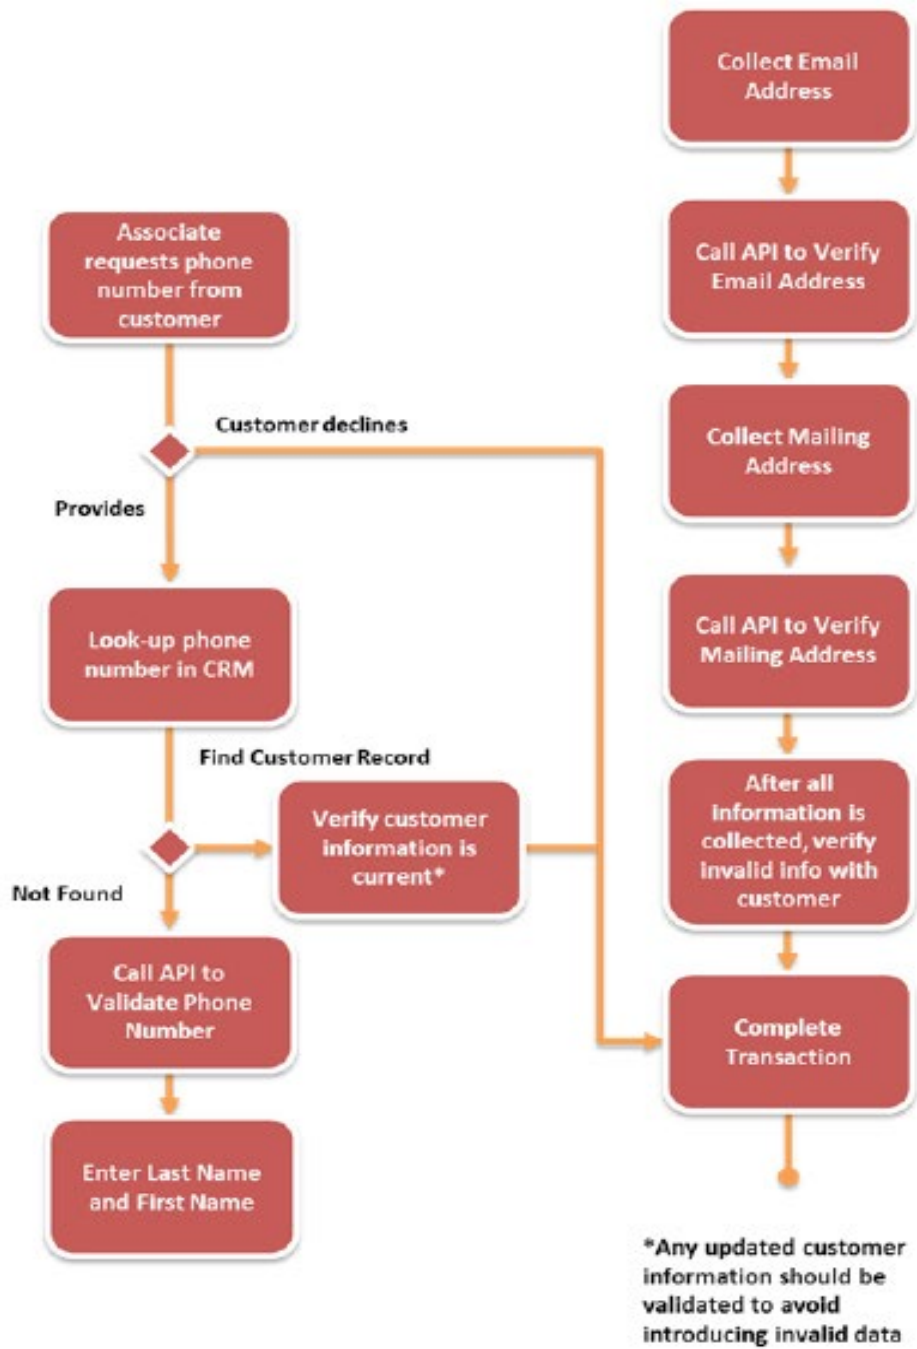 Associate
requests phone
number from
customer
Customer declines
Provides
Look-up phone
number in CRM
Find Customer Record
Verify customer
information is
current*
Not Found
Call API to
Validate Phone
Number
Enter Last Name
and First Name
Collect Email
Address
Call API to Verify
Email Address
Collect Mailing
Address
Call API to Verify
Mailing Address
After all
information is
collected, verify
invalid info with
customer
Complete
Transaction
*Any updated customer
information should be
validated to avoid
introducing invalid data